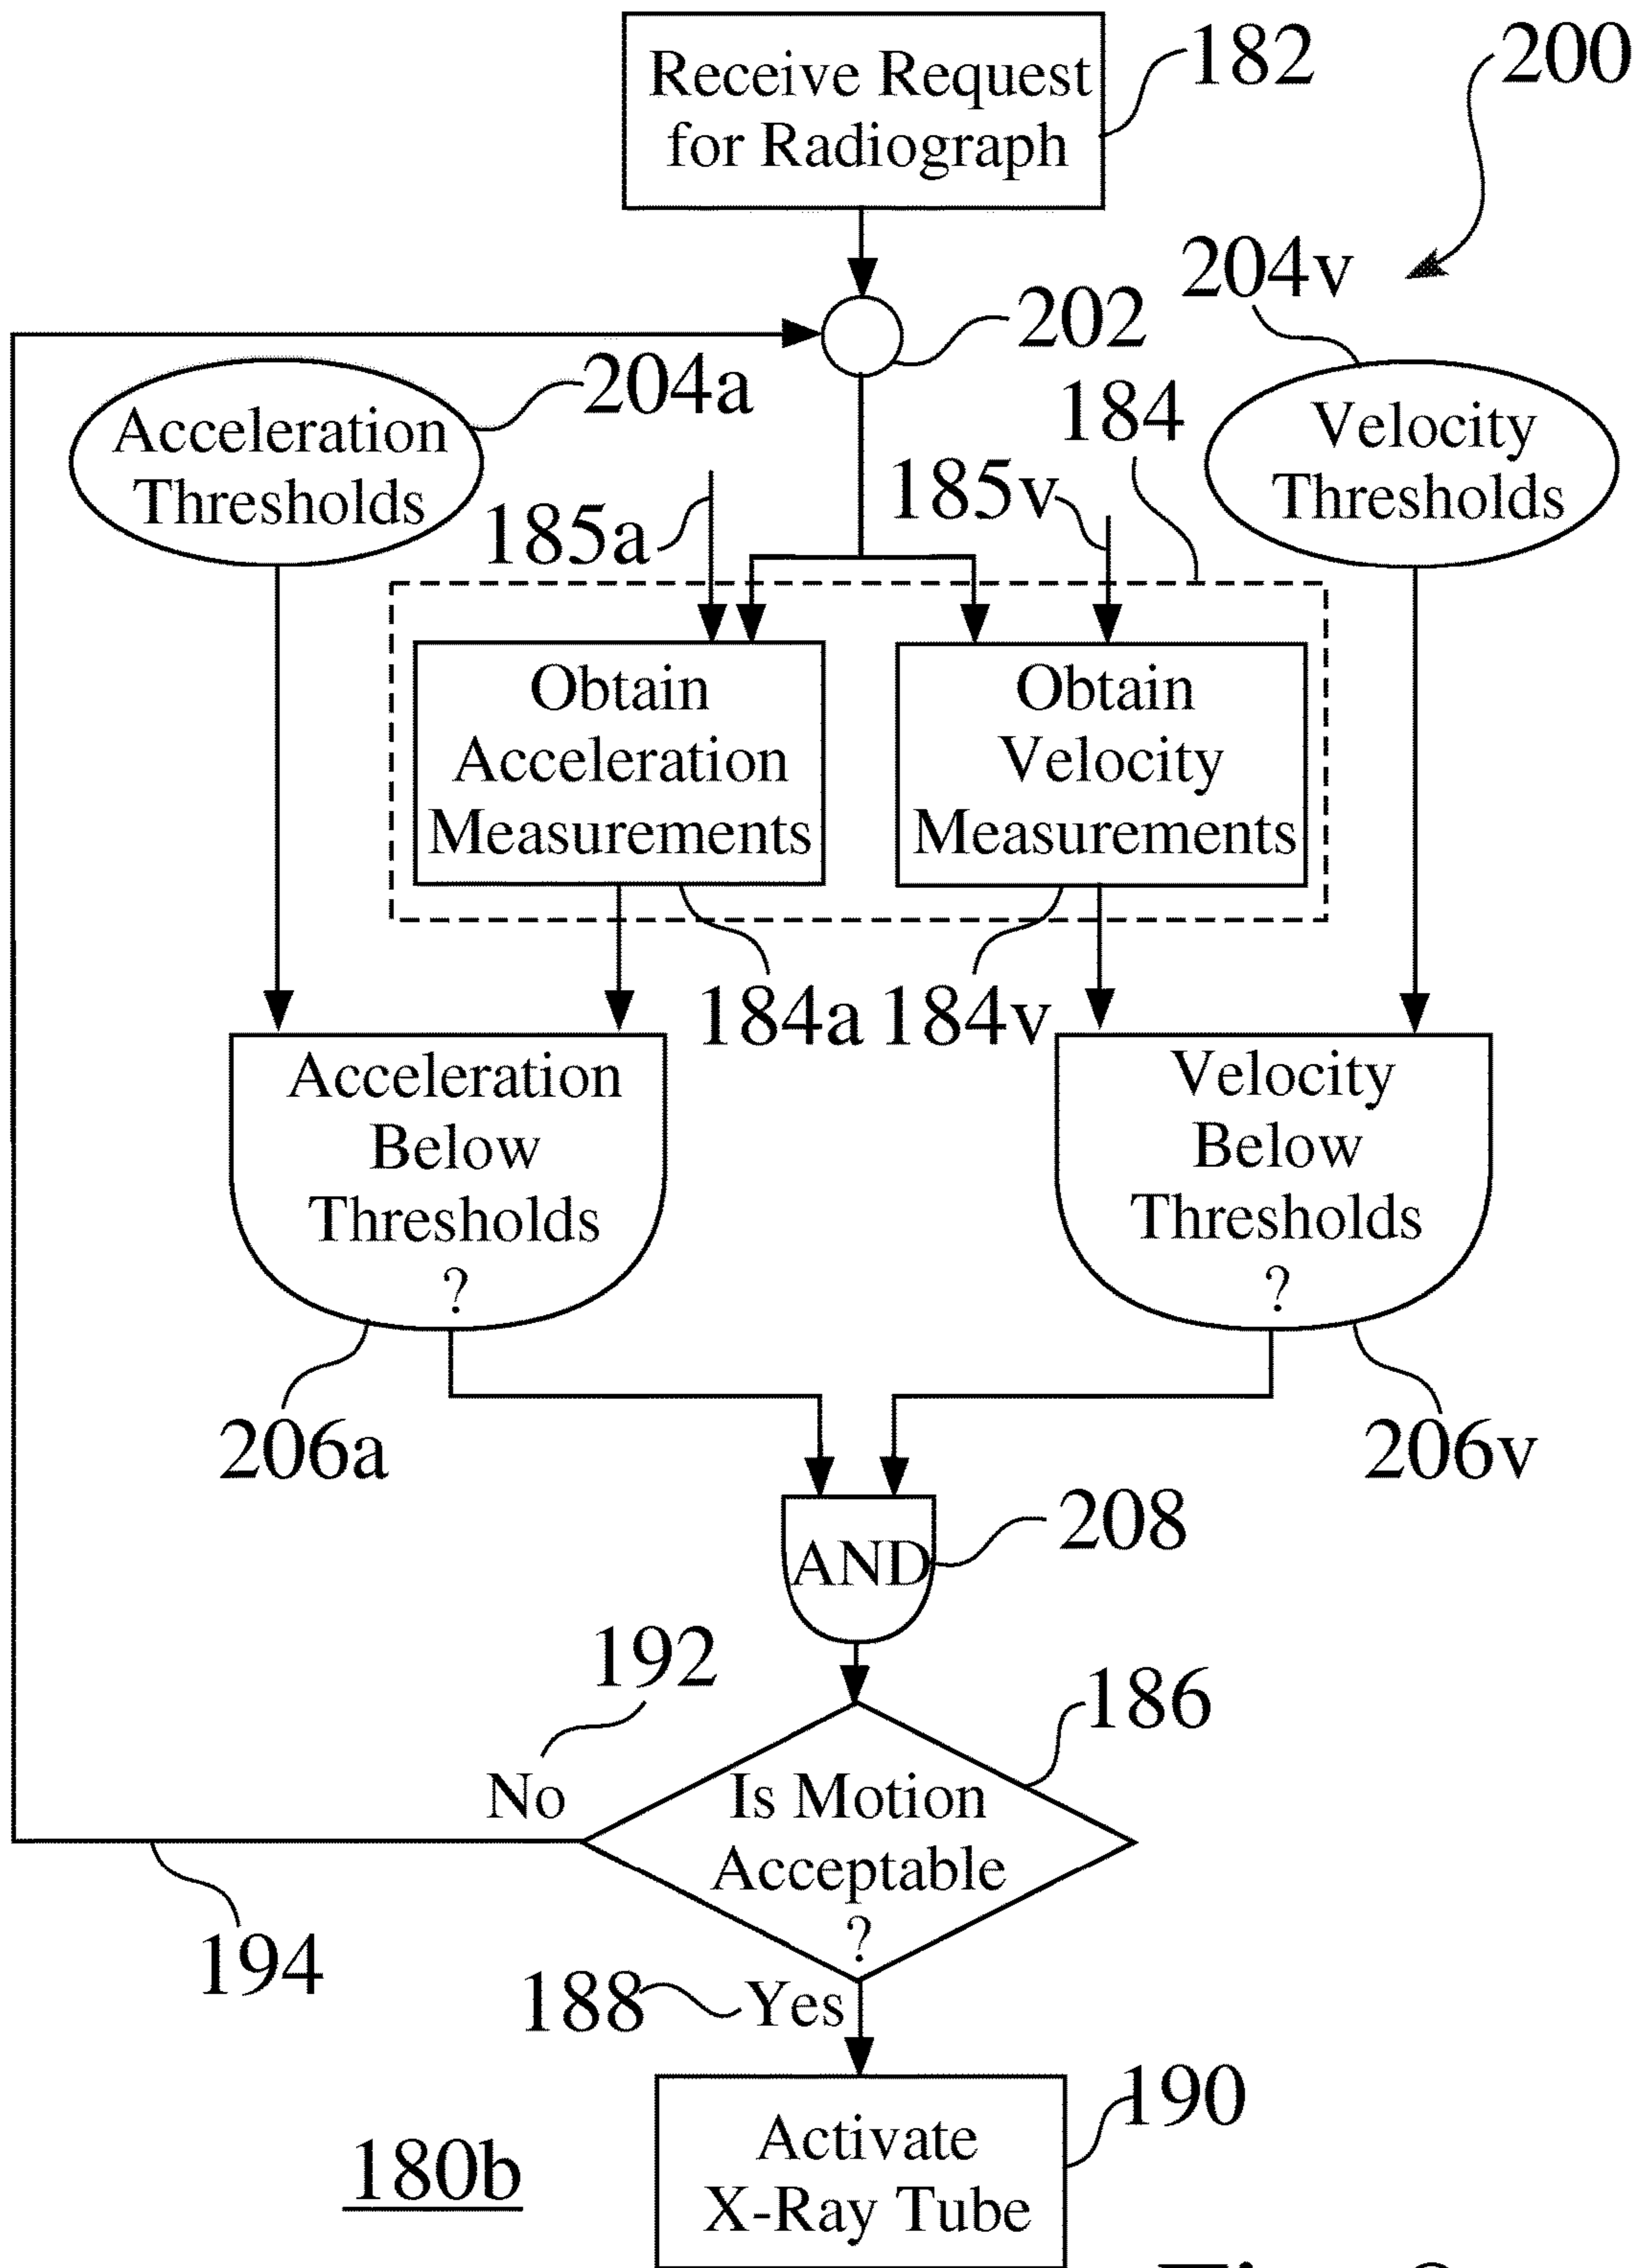 Receive Request
for Radiograph
182
200
204v
202
204a
184
Acceleration
Thresholds
Velocity
Thresholds
185a
185v
Obtain
Acceleration
Measurements
Obtain
Velocity
Measurements
184a
184v
Acceleration
Below
Thresholds
?
Velocity
Below
Thresholds
?
206a
206v
AND
208
192
186
No
Is Motion
Acceptable
?
194
188
Yes
190
Activate
X-Ray Tube
180b